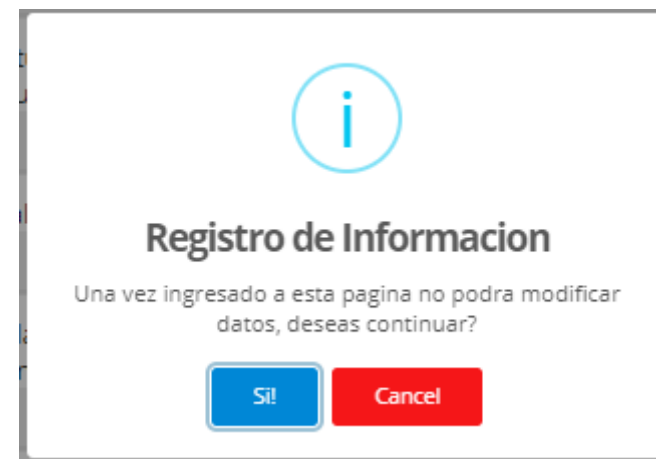 i
Registro de Informacion
Una vez ingresado a esta pagina no podra modificar
datos, deseas continuar?
Si!
Cancel